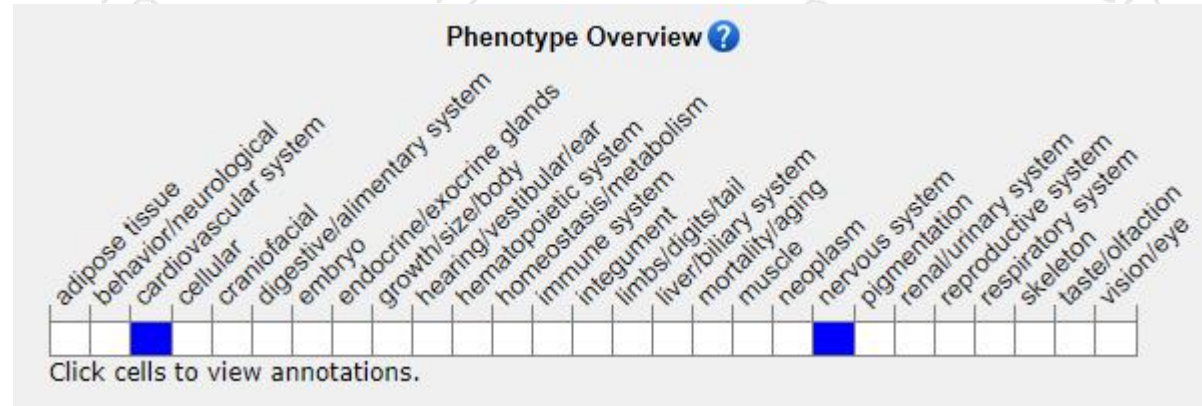 Phenotype Overview ?
adipose tissue
behavior/neurological
cardiovascular system
cellular
craniofacial
digestive/alimentary system
embryo
endocrine/exocrine glands
growth/size/body
hearing/vestibular/ear
hematopoietic system
homeostasis/metabolism
immune system
integument
limbs/digits/tail
liver/biliary system
mortality/aging
muscle
neoplasm
nervous system
pigmentation
renal/urinary system
reproductive system
respiratory system
skeleton
taste/olfaction
vision/eye
Click cells to view annotations.